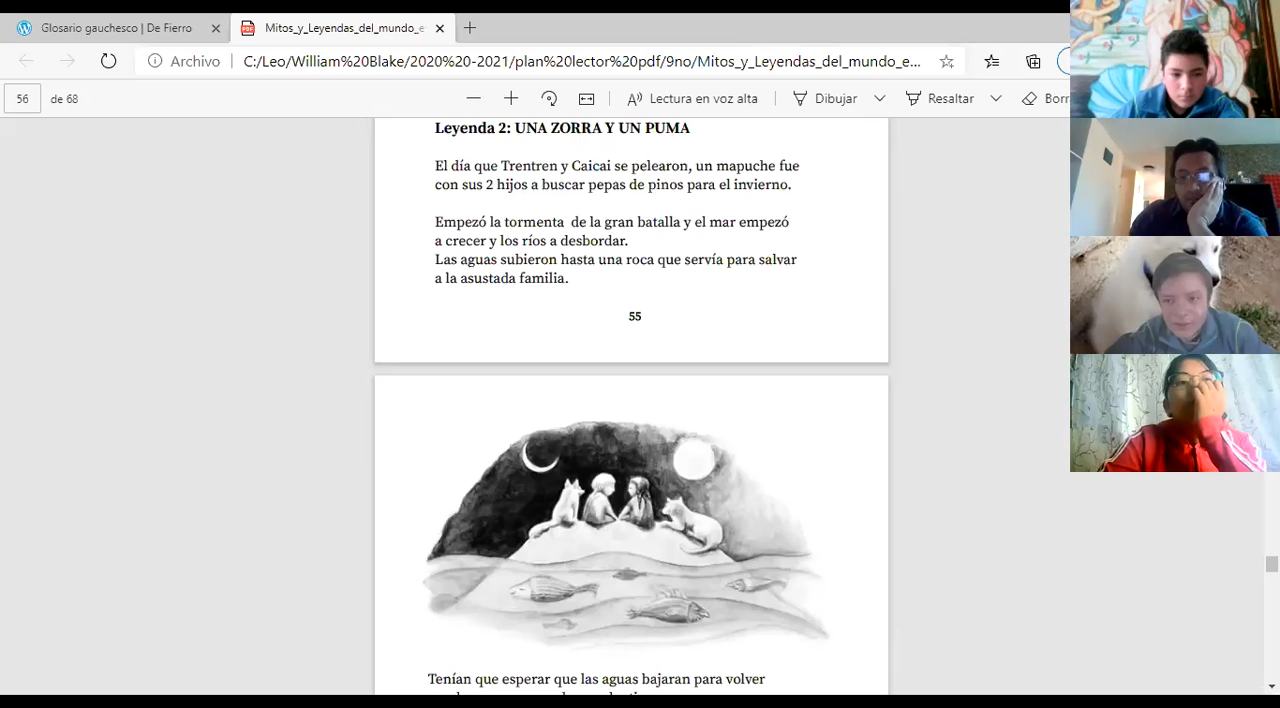 Glosario gauchesco | De Fierro
Mitos_y_Leyendas_del_mundo_e
Archivo
C:/Leo/William%20Blake/2020%20-2021/plan%20lector%20pdf/9no/Mitos_y_Leyendas_del_mundo_e...
56 de 68
Lectura en voz alta
Dibujar
Resaltar
Borr
Leyenda 2: UNA ZORRA Y UN PUMA
El día que Trentren y Caicai se pelearon, un mapuche fue
con sus 2 hijos a buscar pepas de pinos para el invierno.
Empezó la tormenta de la gran batalla y el mar empezó
a crecer y los ríos a desbordar.
Las aguas subieron hasta una roca que servía para salvar
a la asustada familia.
55
Tenían que esperar que las aguas bajaran para volver